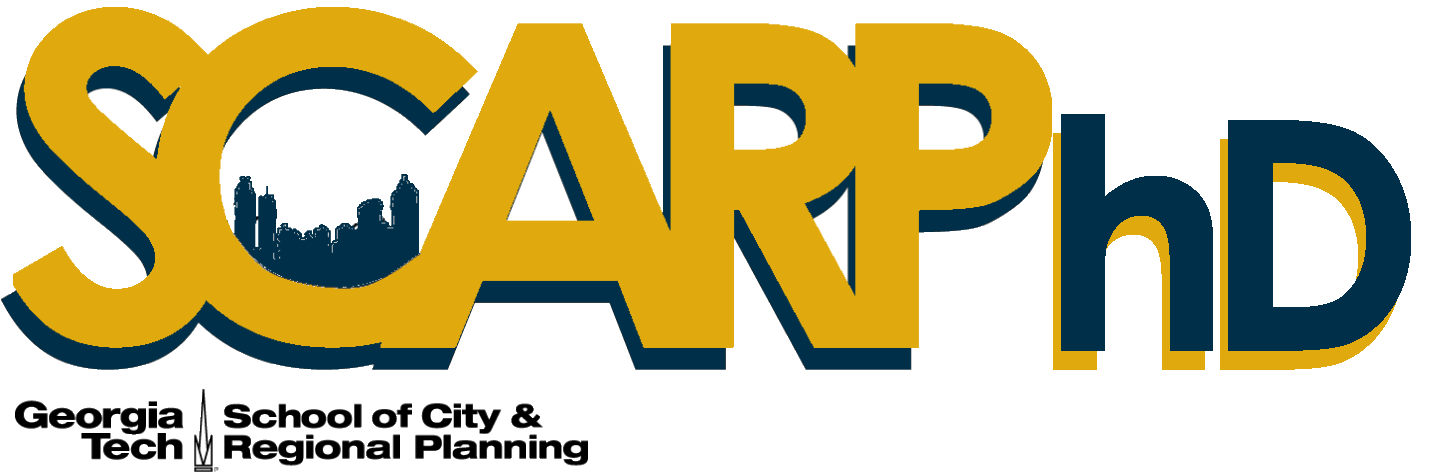 SCARPhD
Georgia Tech
School of City &
Regional Planning